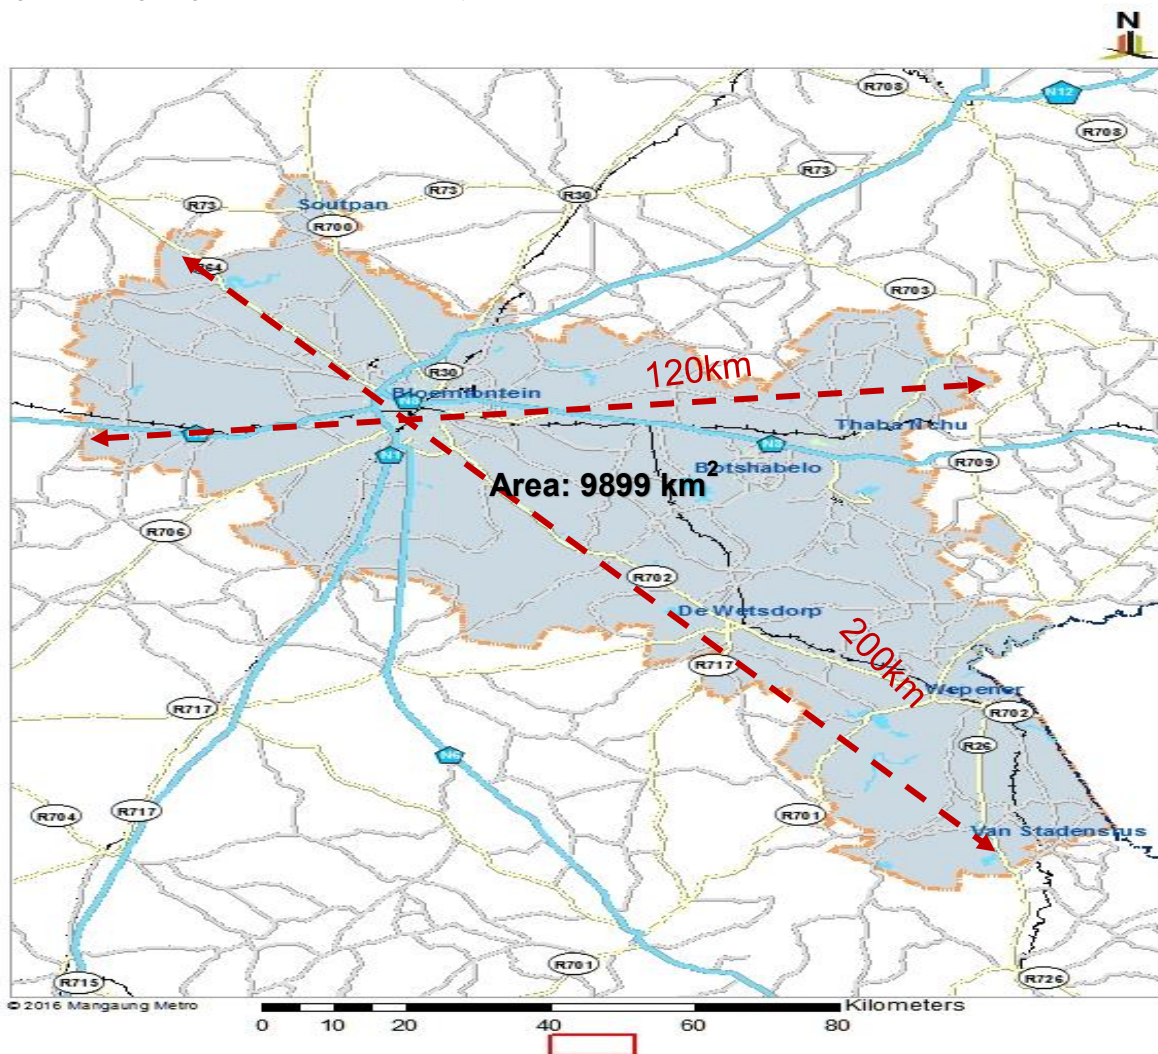 N
R708
N12
R708
R73
R73
R73
R30
Soutpan
R700
R64
R703
R30
120km
Bloemfontein
N8
Thaba N'chu
N1
N8
Botshabelo
R709
Area: 9899 km²
R706
R702
De Wetsdorp
200km
R717
Wepener
R717
R702
R26
N6
R704
R717
R701
Van Stadensrus
R701
R715
R726
© 2016 Mangaung Metro
Kilometers
0 10 20 40 60 80